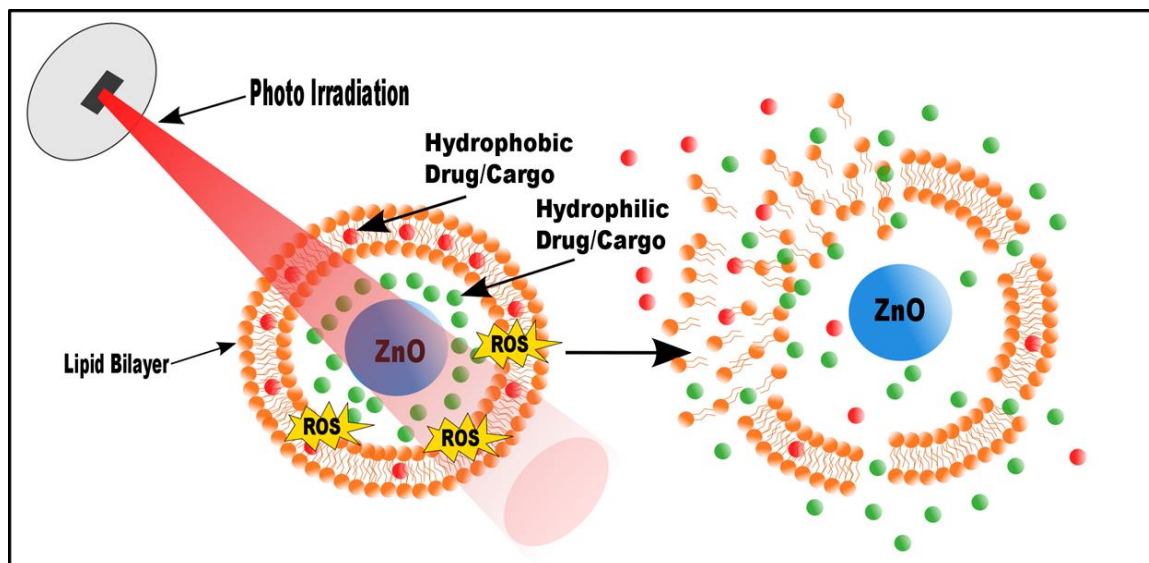 Photo Irradiation
Hydrophobic
Drug/Cargo
Hydrophilic
Drug/Cargo
Lipid Bilayer
ZnO
ROS
ROS
ROS
ZnO